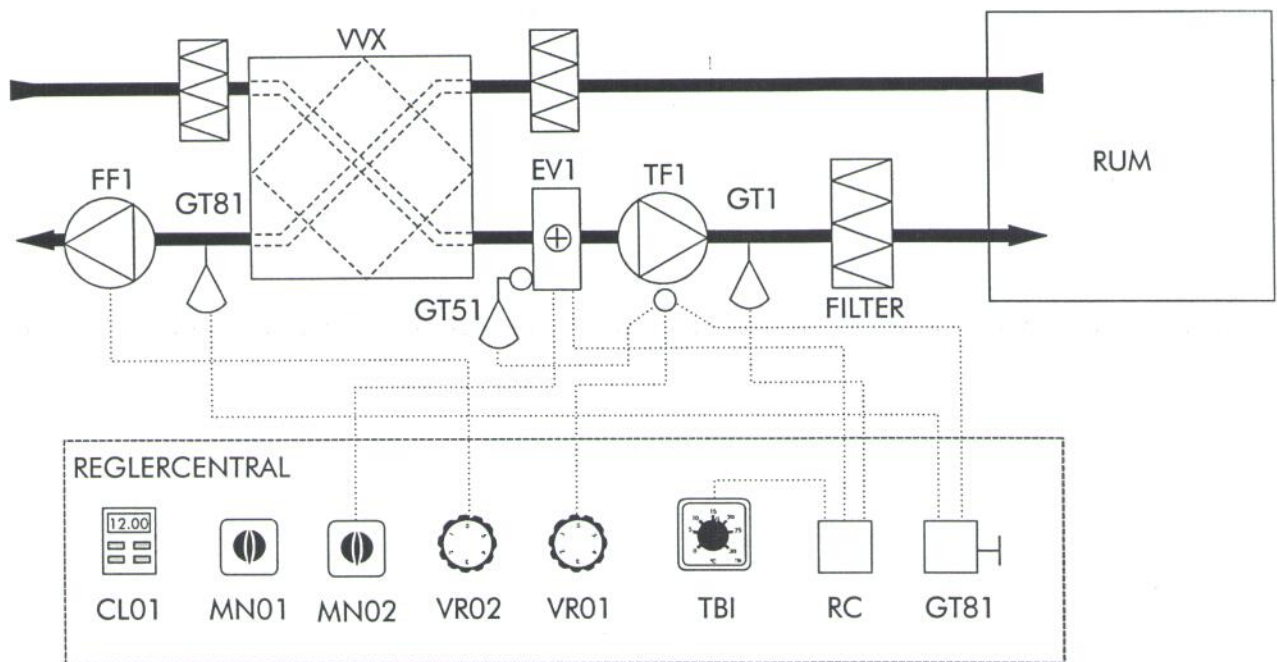 VVX
RUM
FF1
GT81
EV1
TF1
GT1
GT51
FILTER
REGLERCENTRAL
12.00
CL01
MN01
MN02
VR02
VR01
TBI
RC
GT81